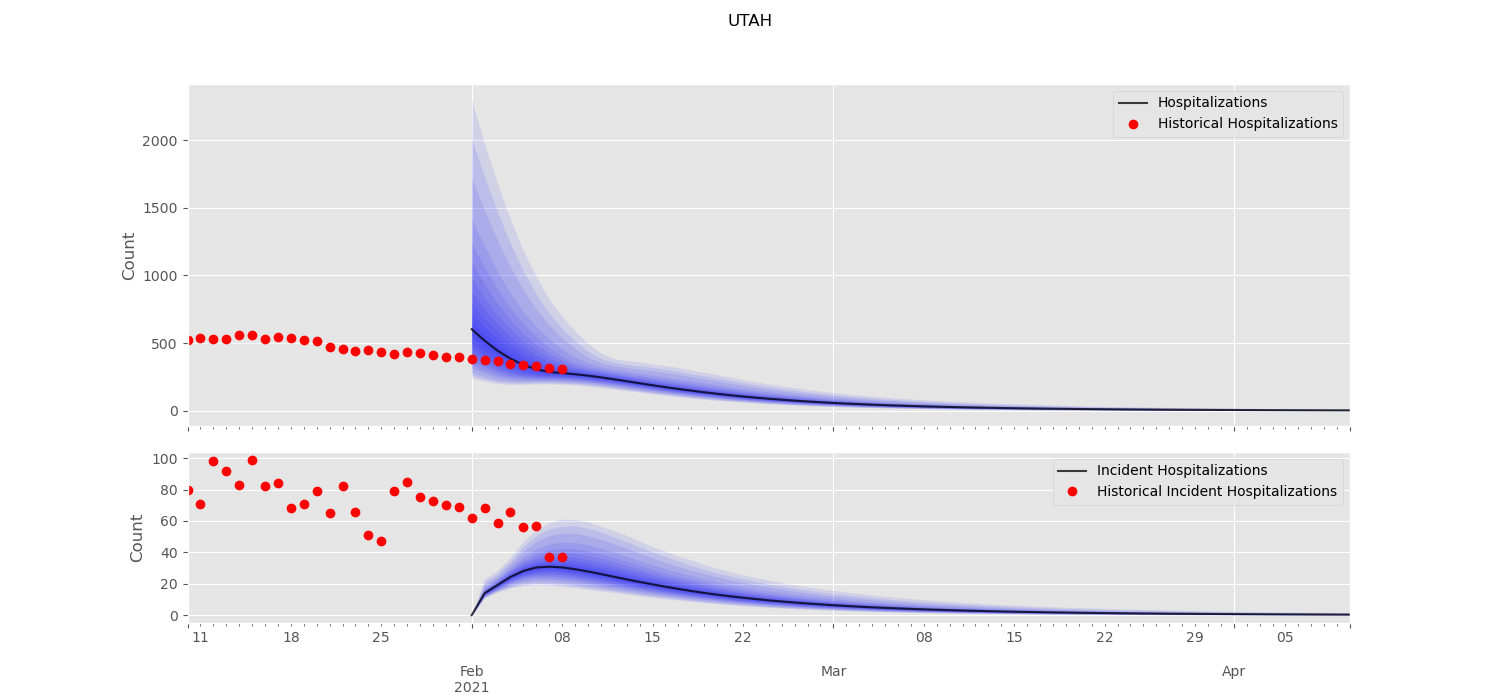 UTAH
Hospitalizations
Historical Hospitalizations
Count
2000
1500
1000
500
0
Incident Hospitalizations
Historical Incident Hospitalizations
Count
100
80
60
40
20
0
11 18 25 08 15 22 08 15 22 29 05
Feb Mar Apr
2021